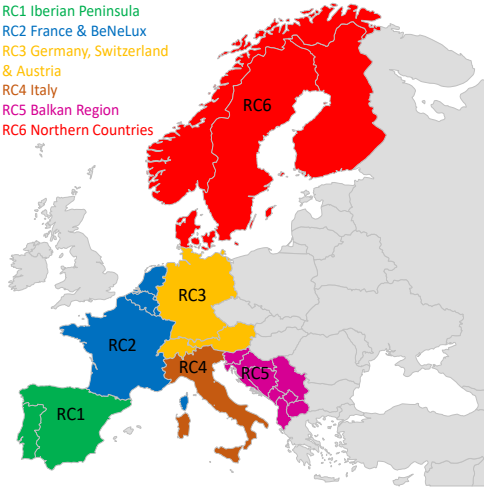 RC1 Iberian Peninsula
RC2 France & BeNeLux
RC3 Germany, Switzerland
& Austria
RC4 Italy
RC5 Balkan Region
RC6 Northern Countries
RC6
RC3
RC2
RC4
RC5
RC1